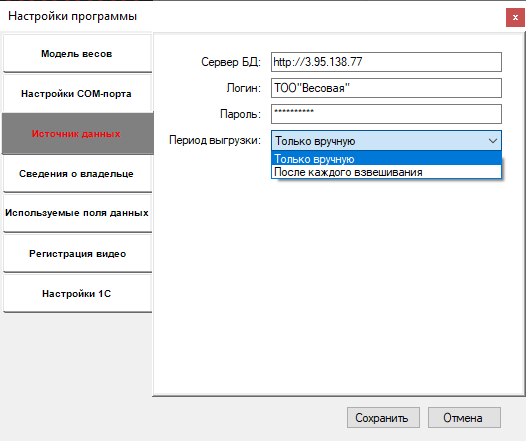 Настройки программы
x
Модель весов
Настройки COM-порта
Источник данных
Сведения о владельце
Используемые поля данных
Регистрация видео
Настройки 1С
Сервер БД: http://3.95.138.77
Логин: ТОО"Весовая"
Пароль: **********
Период выгрузки: Только вручную
Только вручную
После каждого взвешивания
Сохранить Отмена